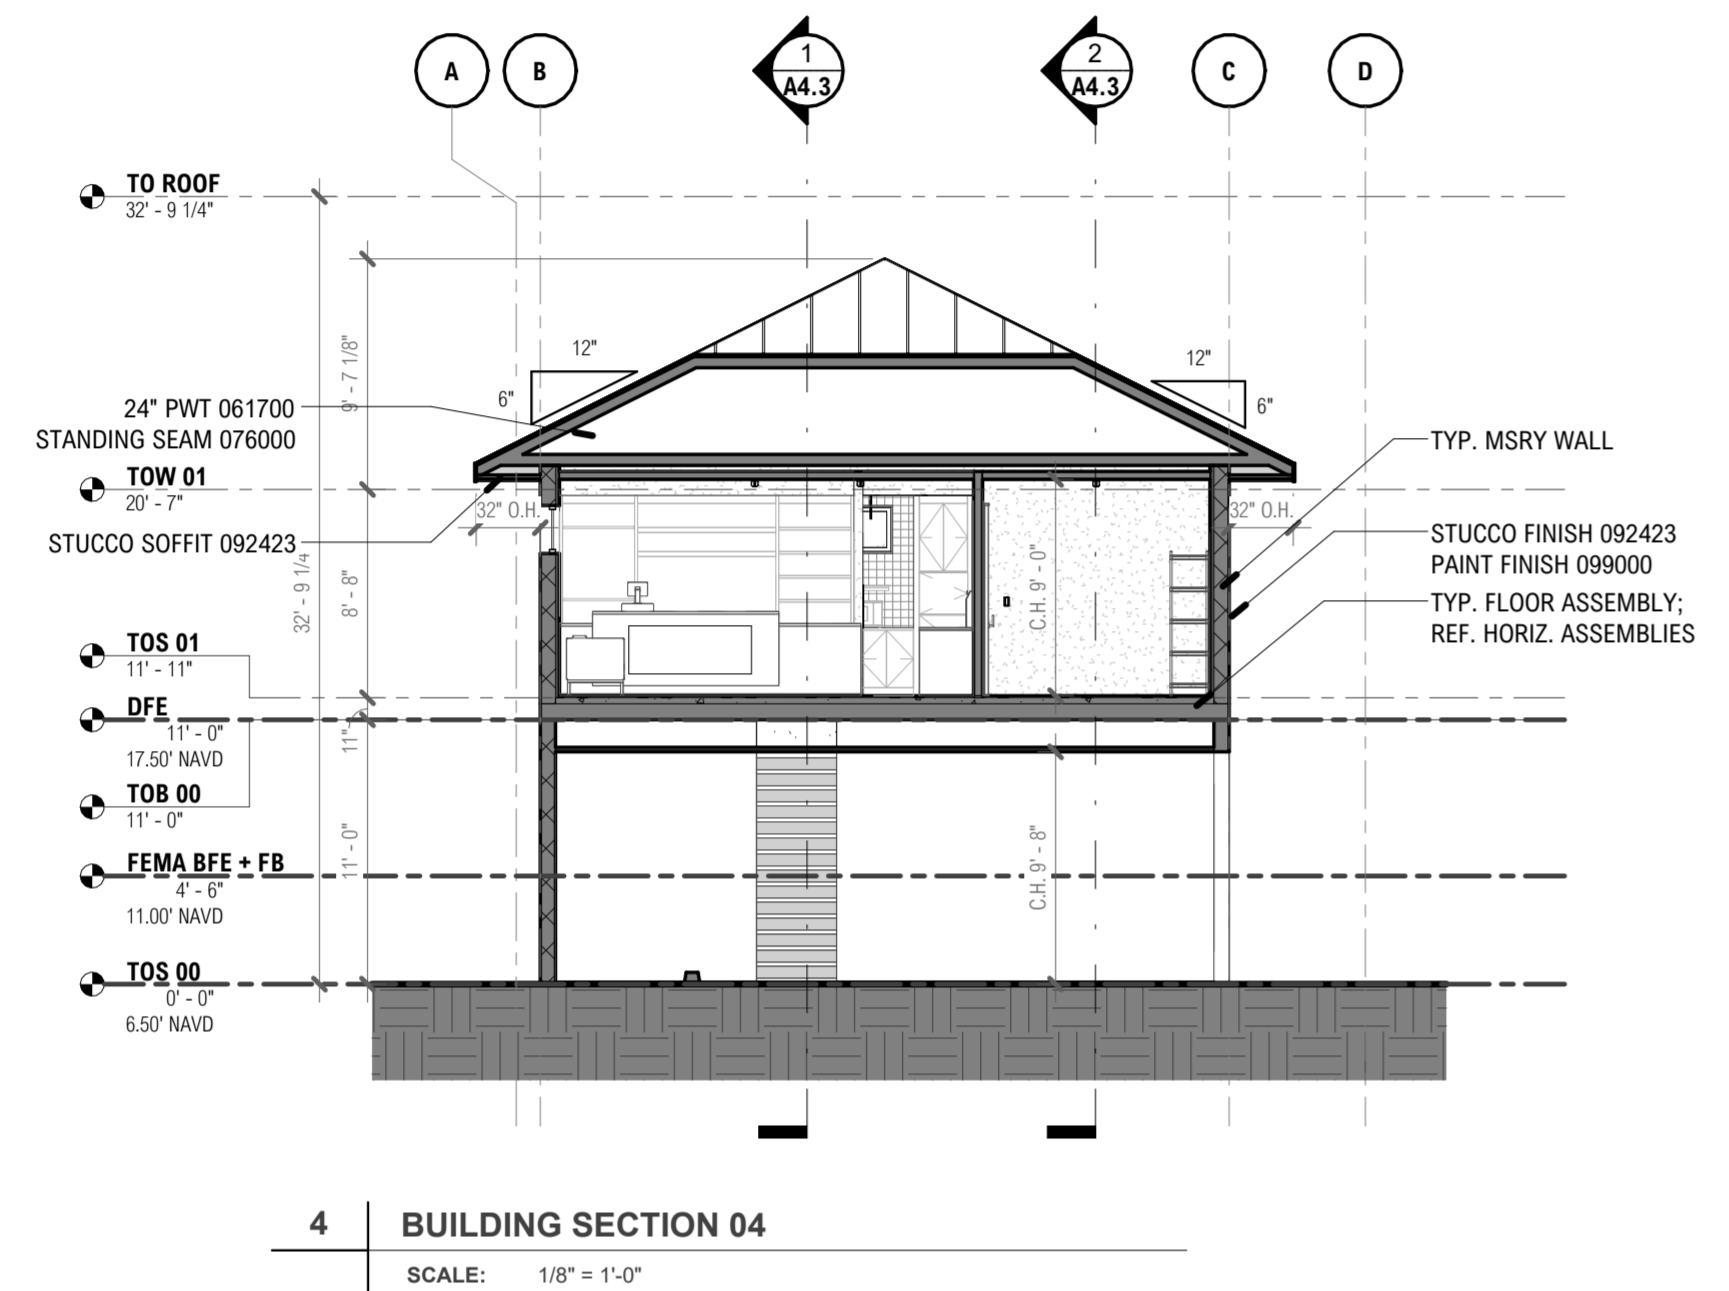 A
B
1
A4.3
2
A4.3
C
D
TO ROOF
32' - 9 1/4"
12"
6"
12"
6"
9' - 7 1/8"
24" PWT 061700
STANDING SEAM 076000
TYP. MSRY WALL
TOW 01
20' - 7"
32" O.H.
32" O.H.
STUCCO SOFFIT 092423
STUCCO FINISH 092423
PAINT FINISH 099000
32' - 9 1/4
8' - 8"
C.H. 9' - 0"
TYP. FLOOR ASSEMBLY;
REF. HORIZ. ASSEMBLIES
TOS 01
11' - 11"
DFE
11' - 0"
17.50' NAVD
11"
TOB 00
11' - 0"
11' - 0"
C.H. 9' - 8"
FEMA BFE + FB
4' - 6"
11.00' NAVD
TOS 00
0' - 0"
6.50' NAVD
4
BUILDING SECTION 04
SCALE: 1/8" = 1'-0"